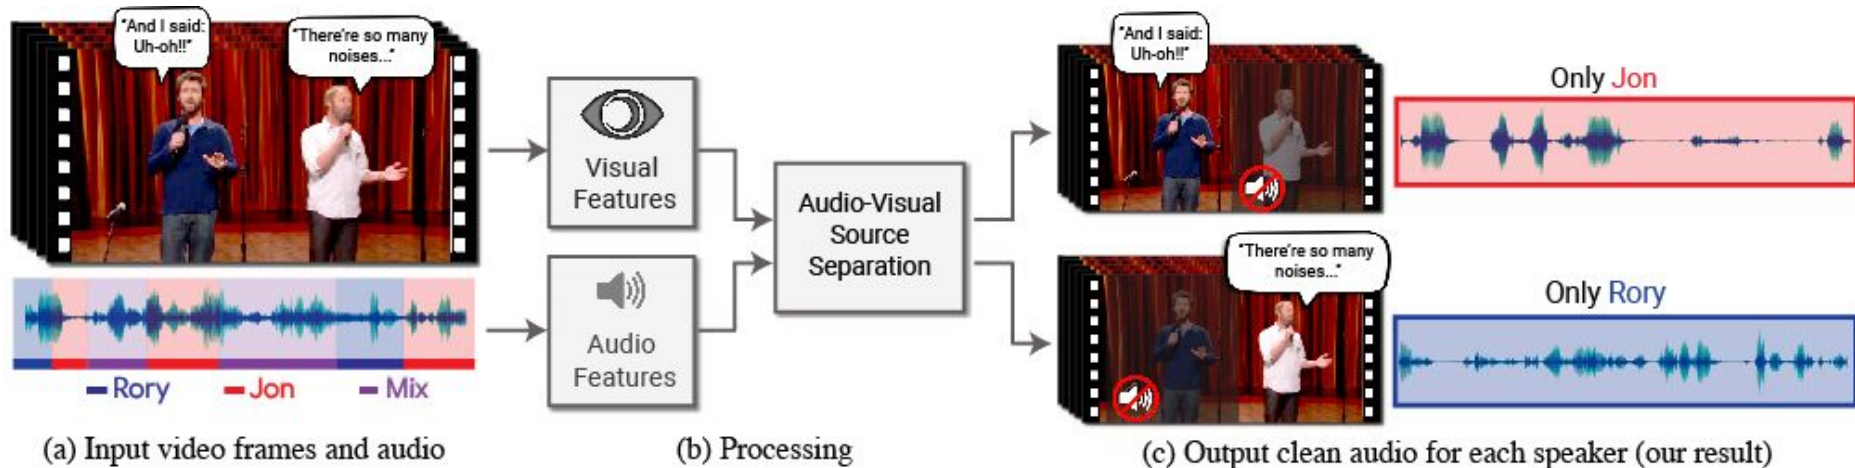 "And I said:
Uh-oh!!"
"There're so many
noises..."
Rory
Jon
Mix
(a) Input video frames and audio
Visual
Features
Audio
Features
Audio-Visual
Source
Separation
(b) Processing
"And I said:
Uh-oh!!"
Only Jon
"There're so many
noises..."
Only Rory
(c) Output clean audio for each speaker (our result)